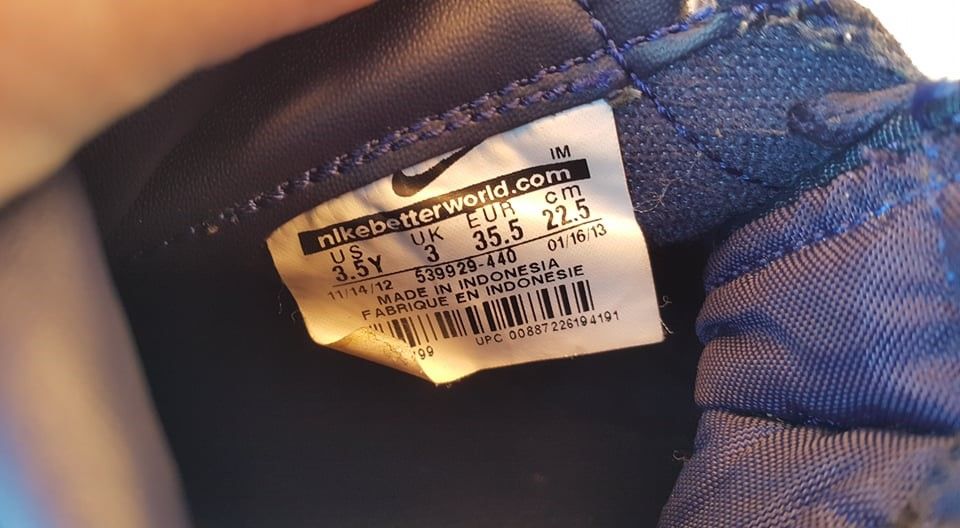 IM
nikebetterworld.com
US UK EUR cm
3.5Y 3 35.5 22.5
11/14/12 539929-440 01/16/13
MADE IN INDONESIA
FABRIQUE EN INDONESIE
99
UPC 00887226194191